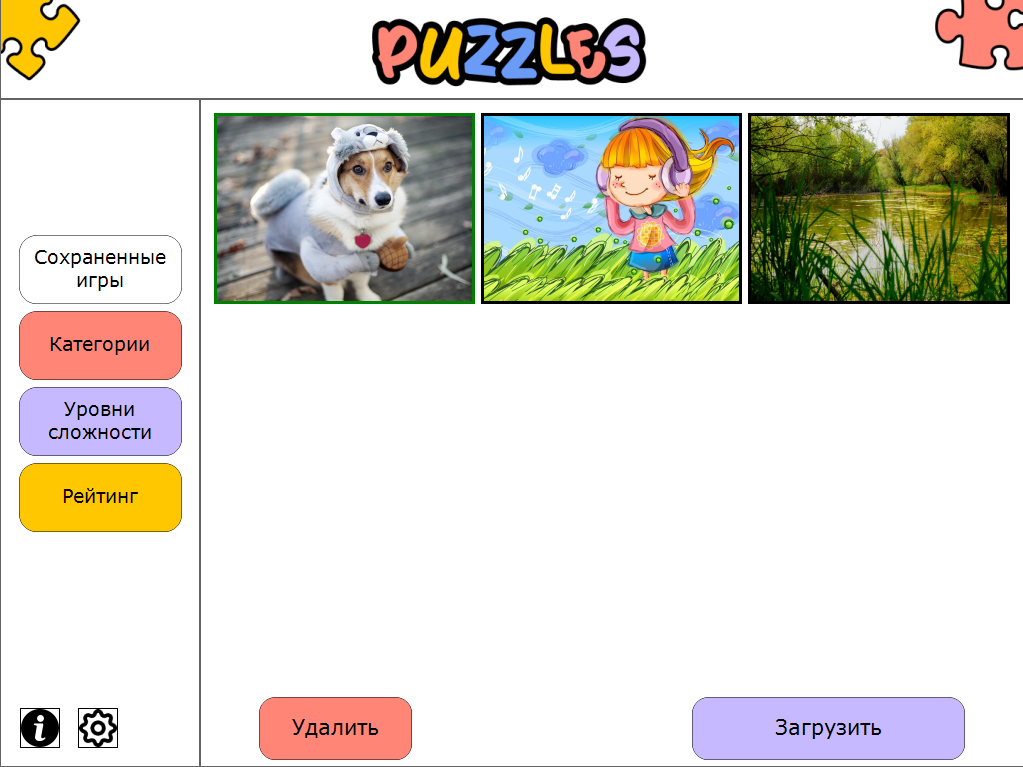 PUZZLES
Сохраненные
игры
Категории
Уровни
сложности
Рейтинг
i
Удалить
Загрузить